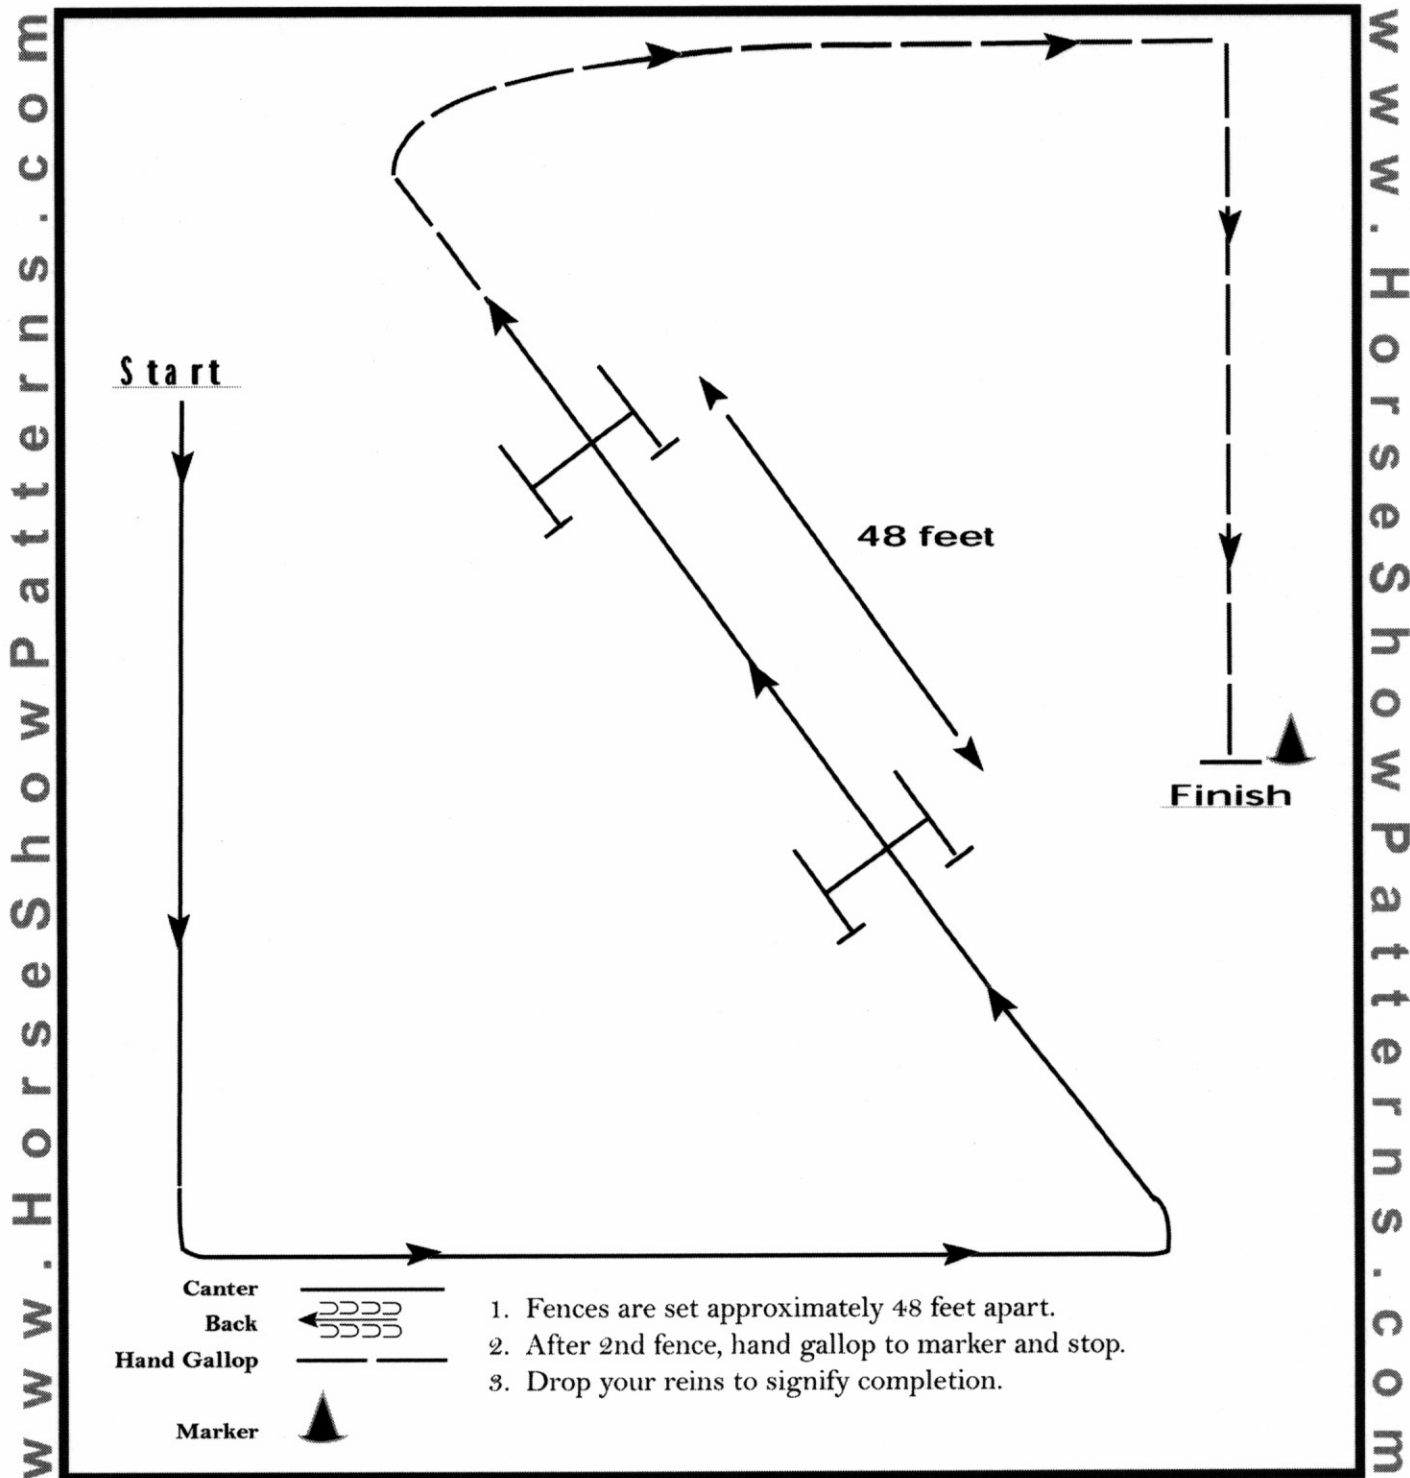 www.HorseShowPatterns.com
www.HorseShowPatterns.com
Start
48 feet
Finish
Canter
Back
Hand Gallop
Marker
1. Fences are set approximately 48 feet apart.
2. After 2nd fence, hand gallop to marker and stop.
3. Drop your reins to signify completion.